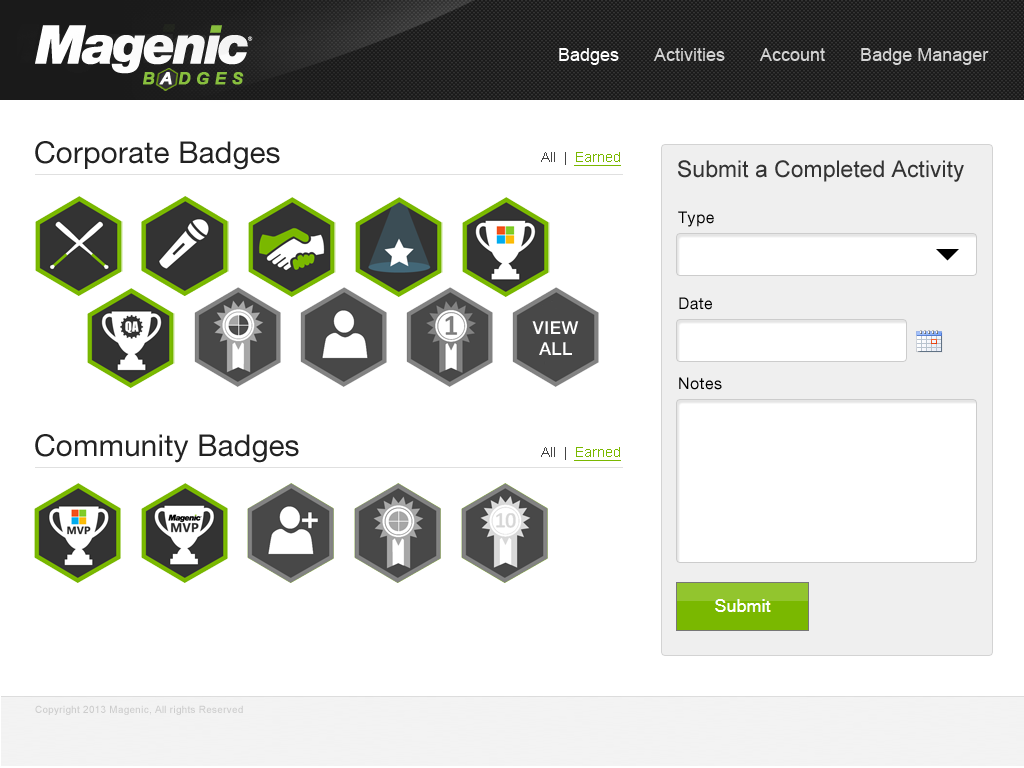 Magenic®
BADGES
Badges Activities Account Badge Manager
Corporate Badges
All | Earned
QA
1
VIEW
ALL
Community Badges
All | Earned
MVP
Magenic
MVP
10
Submit a Completed Activity
Type
Date
Notes
Submit
Copyright 2013 Magenic, All rights Reserved